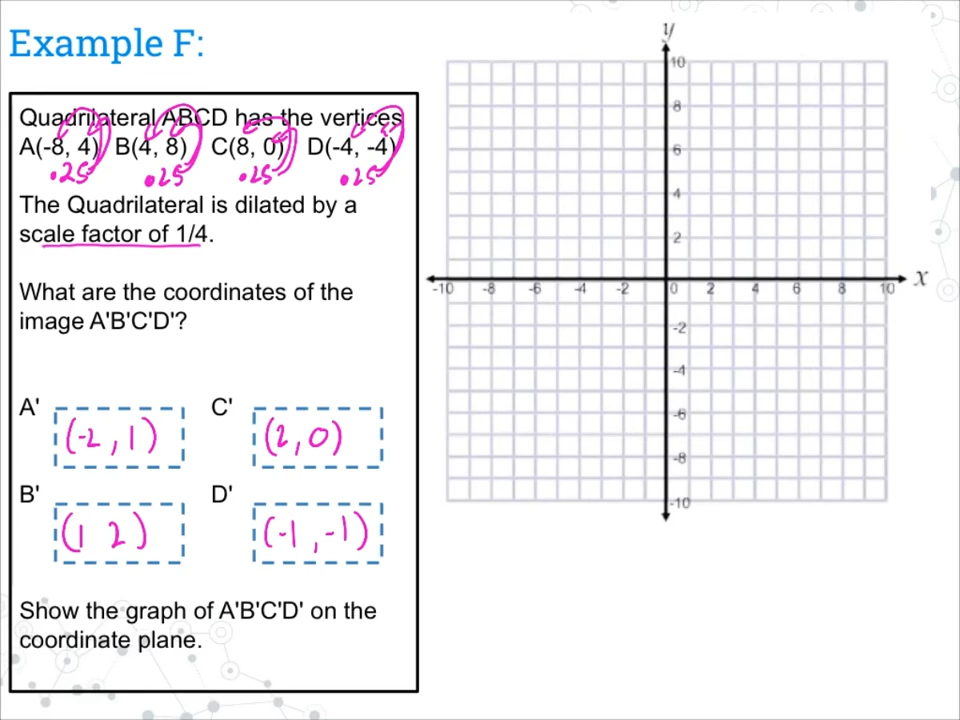 Example F:
Quadrilateral ABCD has the vertices
A(-8, 4) B(4, 8) C(8, 0) D(-4, -4)
.25 .25 .25 .25
The Quadrilateral is dilated by a
scale factor of 1/4.
What are the coordinates of the
image A'B'C'D'?
A' (-2, 1) C' (2, 0)
B' (1 2) D' (-1, -1)
Show the graph of A'B'C'D' on the
coordinate plane.
y
10
8
6
4
2
-10 -8 -6 -4 -2 0 2 4 6 8 10 x
-2
-4
-6
-8
-10